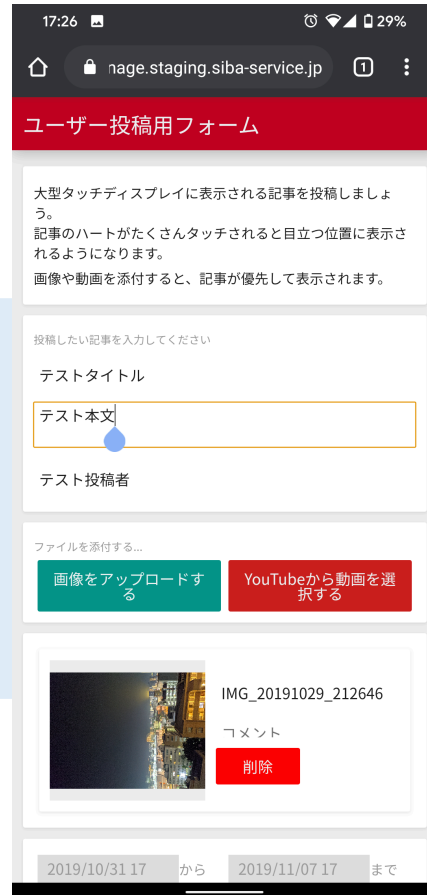 17:26
29%
nage.staging.siba-service.jp
1
ユーザー投稿用フォーム
大型タッチディスプレイに表示される記事を投稿しましょ
う。
記事のハートがたくさんタッチされると目立つ位置に表示さ
れるようになります。
画像や動画を添付すると、記事が優先して表示されます。
投稿したい記事を入力してください
テストタイトル
テスト本文
テスト投稿者
ファイルを添付する...
画像をアップロードす
る
YouTubeから動画を選
択する
IMG_20191029_212646
コメント
削除
2019/10/31 17 から 2019/11/07 17 まで